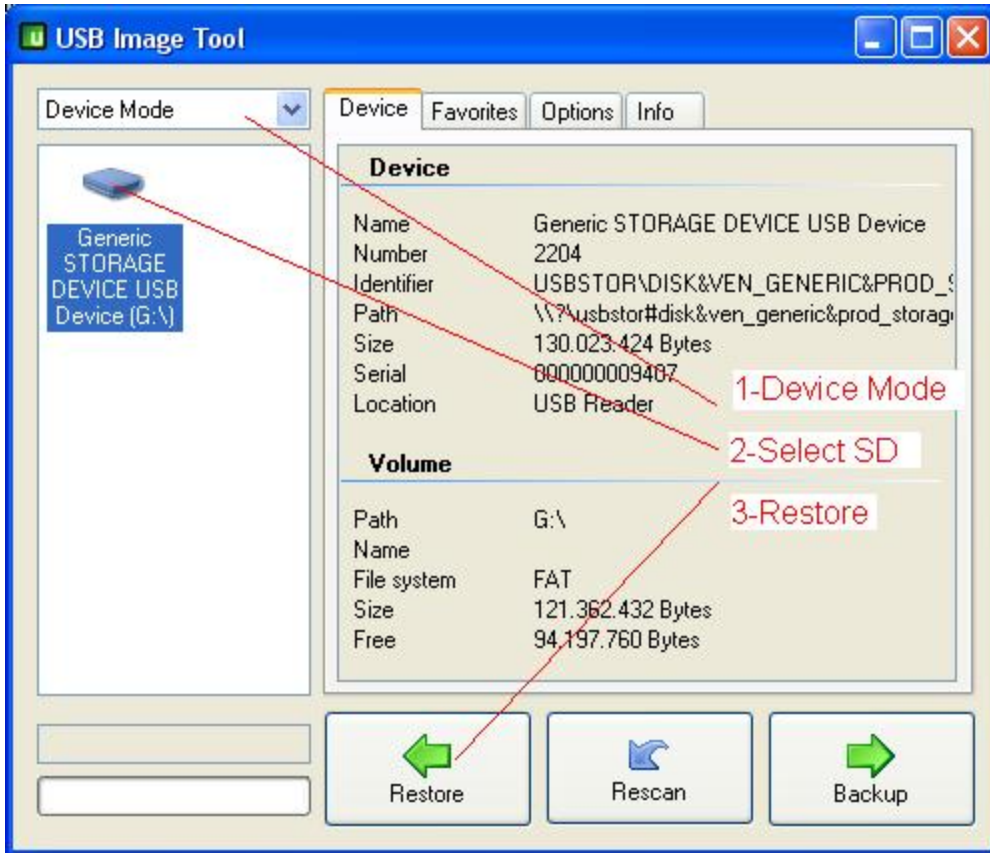 USB Image Tool
Device Mode
Generic
STORAGE
DEVICE USB
Device (G:\)
Device Favorites Options Info
Device
Name Generic STORAGE DEVICE USB Device
Number 2204
Identifier USBSTOR\DISK&VEN_GENERIC&PROD_S
Path \\?\usbstor#disk&ven_generic&prod_storag
Size 130.023.424 Bytes
Serial 000000009407
Location USB Reader
1-Device Mode
2-Select SD
3-Restore
Volume
Path G:\
Name
File system FAT
Size 121.362.432 Bytes
Free 94.197.760 Bytes
Restore Rescan Backup